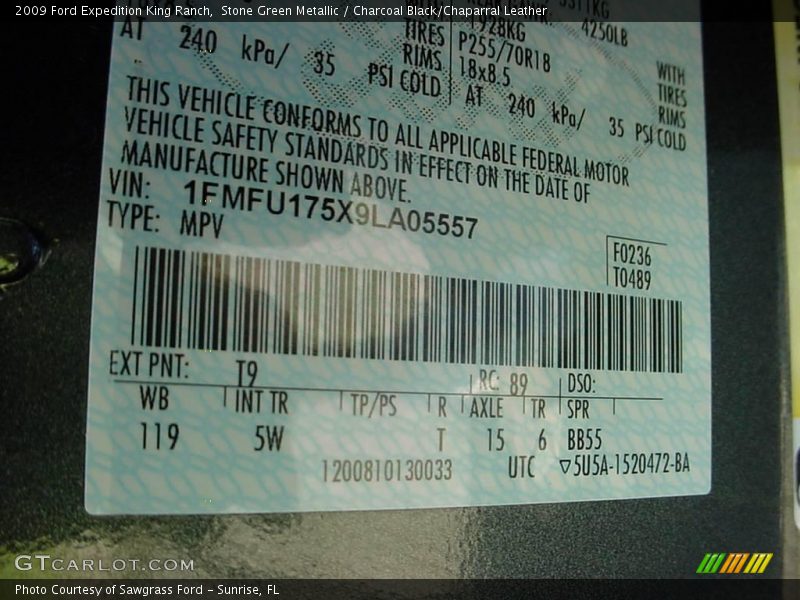 2009 Ford Expedition King Ranch,  Stone Green Metallic / Charcoal Black/Chaparral Leather
1928KG
4250LB
AT 240 kPa/ 35 PSI COLD
TIRES
RIMS
P255/70R18
18x8.5
AT 240 kPa/ 35 PSI COLD
WITH
TIRES
RIMS
THIS VEHICLE CONFORMS TO ALL APPLICABLE FEDERAL MOTOR
VEHICLE SAFETY STANDARDS IN EFFECT ON THE DATE OF
MANUFACTURE SHOWN ABOVE.
VIN: 1FMFU175X9LA05557
TYPE: MPV
F0236
T0489
EXT PNT: T9 RC: 89 DSO:
WB INT TR TP/PS R AXLE TR SPR
119 5W T 15 6 BB55
1200810130033 UTC ▽5U5A-1520472-BA
GTCARLOT.COM
Photo Courtesy of Sawgrass Ford - Sunrise, FL